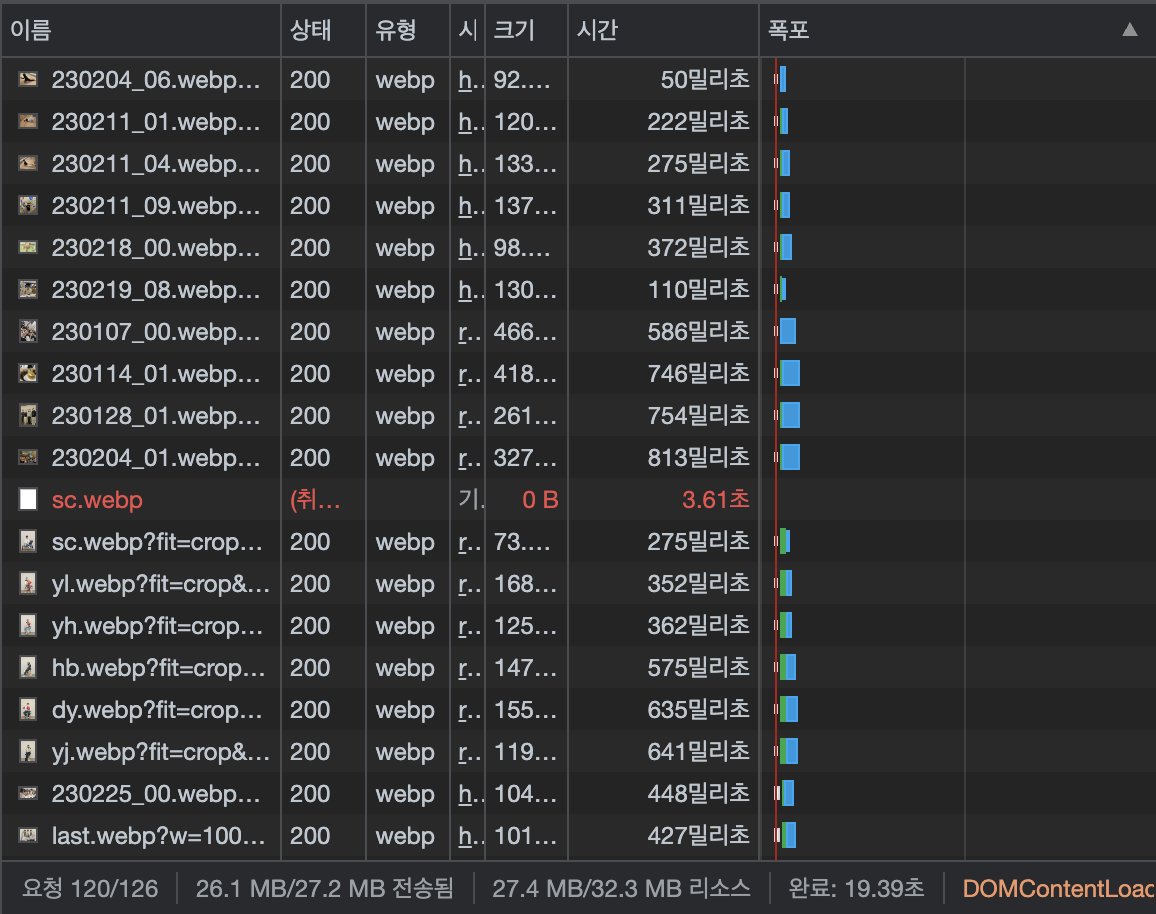 이름 상태 유형 시 크기 시간 폭포 ▲
230204_06.webp… 200 webp h.. 92.… 50밀리초
230211_01.webp… 200 webp h.. 120… 222밀리초
230211_04.webp… 200 webp h.. 133… 275밀리초
230211_09.webp… 200 webp h.. 137… 311밀리초
230218_00.webp… 200 webp h.. 98.… 372밀리초
230219_08.webp… 200 webp h.. 130… 110밀리초
230107_00.webp… 200 webp r.. 466… 586밀리초
230114_01.webp… 200 webp r.. 418… 746밀리초
230128_01.webp… 200 webp r.. 261… 754밀리초
230204_01.webp… 200 webp r.. 327… 813밀리초
sc.webp (취… 기. 0 B 3.61초
sc.webp?fit=crop… 200 webp r.. 73.… 275밀리초
yl.webp?fit=crop&… 200 webp r.. 168… 352밀리초
yh.webp?fit=crop… 200 webp r.. 125… 362밀리초
hb.webp?fit=crop… 200 webp r.. 147… 575밀리초
dy.webp?fit=crop… 200 webp r.. 155… 635밀리초
yj.webp?fit=crop&… 200 webp r.. 119… 641밀리초
230225_00.webp… 200 webp h.. 104… 448밀리초
last.webp?w=100… 200 webp h.. 101… 427밀리초
요청 120/126 26.1 MB/27.2 MB 전송됨 27.4 MB/32.3 MB 리소스 완료: 19.39초 DOMContentLoac